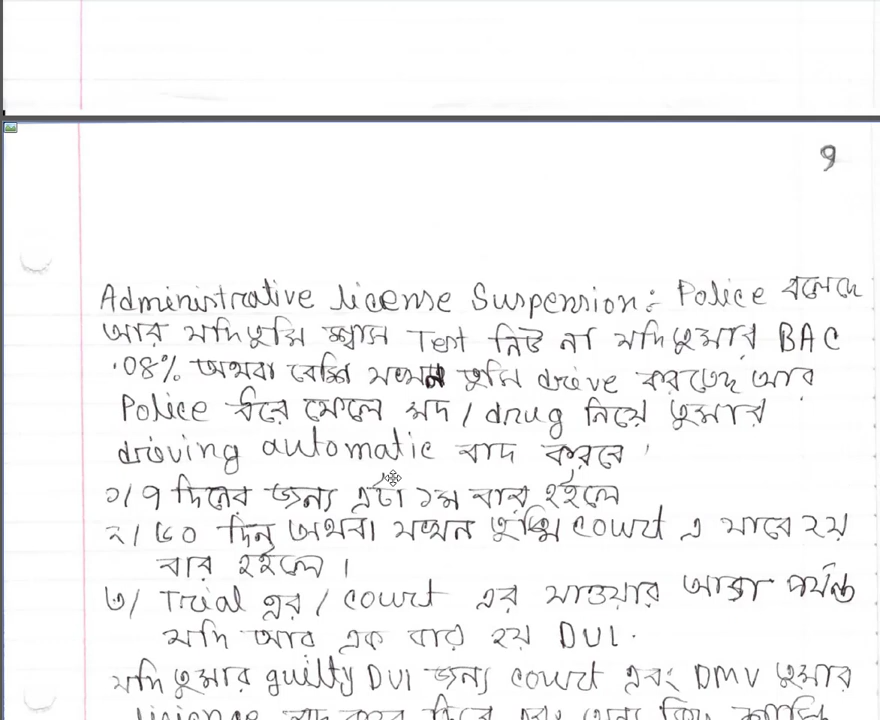 9
Administrative license Suspension: Police বলেছে
আর যদি তুমি শ্বাস Test নিউ না যদি তুমার BAC
.08% অথবা বেশি যখন তুমি drive করতেছ আর
Police ধরে ফেলে মদ / drug নিয়ে তুমার
driving automatic বাদ করবে
১/ ৭ দিনের জন্য এটা ১ম বার হইলে
২/ ৬০ দিন অথবা যখন তুমি court এ যাবে ২য়
বার হইলে।
৩/ Trial এর / court এর যাওয়ার আগ পর্যন্ত
যদি আর এক বার হয় DUI.
যদি তুমার guilty DUI জন্য court এবং DMV তুমার